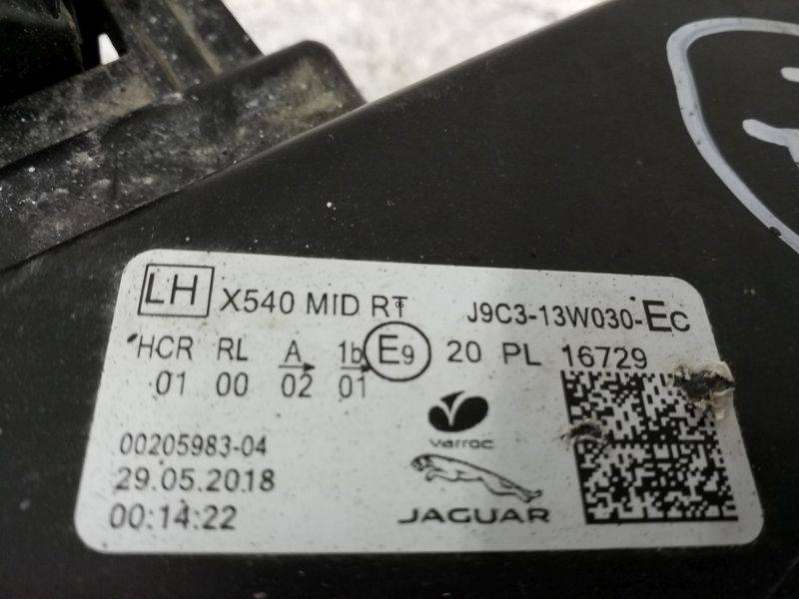 LH X540 MID RT J9C3-13W030-EC
HCR RL A 1b E9 20 PL 16729
01 00 02 01
varroc
00205983-04
29.05.2018
00:14:22
JAGUAR